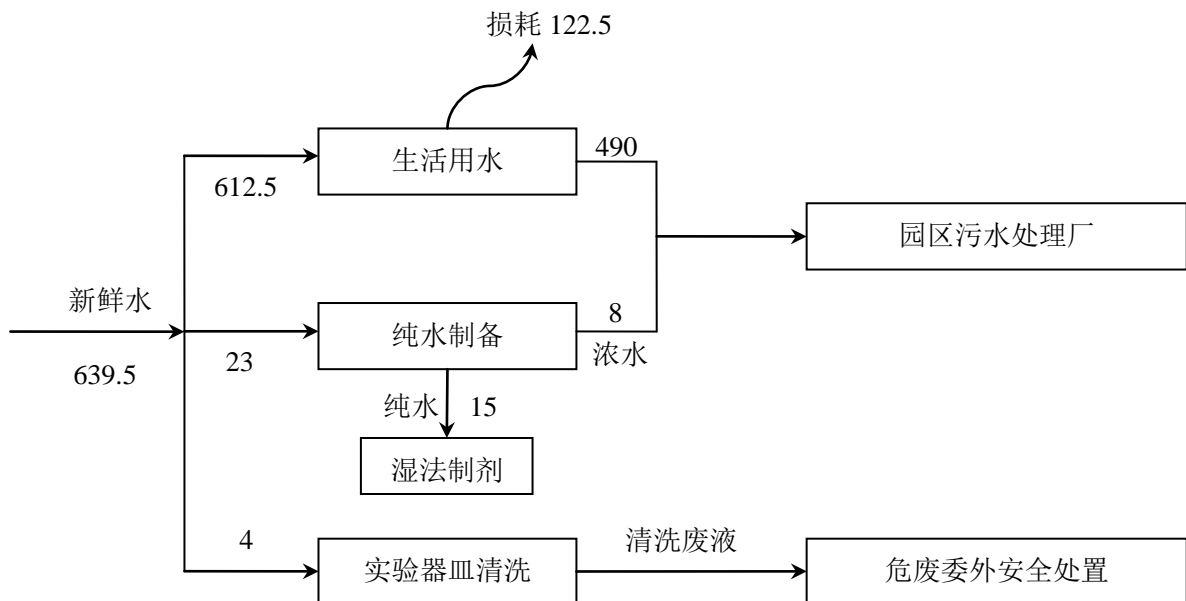 损耗 122.5
生活用水
490
612.5
园区污水处理厂
新鲜水
639.5
23
纯水制备
8
浓水
纯水 15
湿法制剂
4
实验器皿清洗
清洗废液
危废委外安全处置